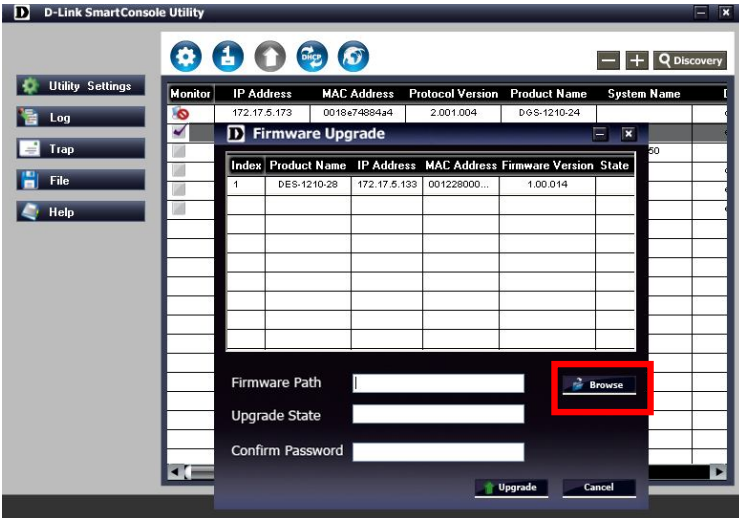 D-Link SmartConsole Utility
Discovery
Utility Settings
Log
Trap
File
Help
Monitor IP Address MAC Address Protocol Version Product Name System Name
172.17.5.173 0018e74884a4 2.001.004 DGS-1210-24
50
Firmware Upgrade
Index Product Name IP Address MAC Address Firmware Version State
1 DES-1210-28 172.17.5.133 001228000... 1.00.014
Firmware Path
Browse
Upgrade State
Confirm Password
Upgrade Cancel